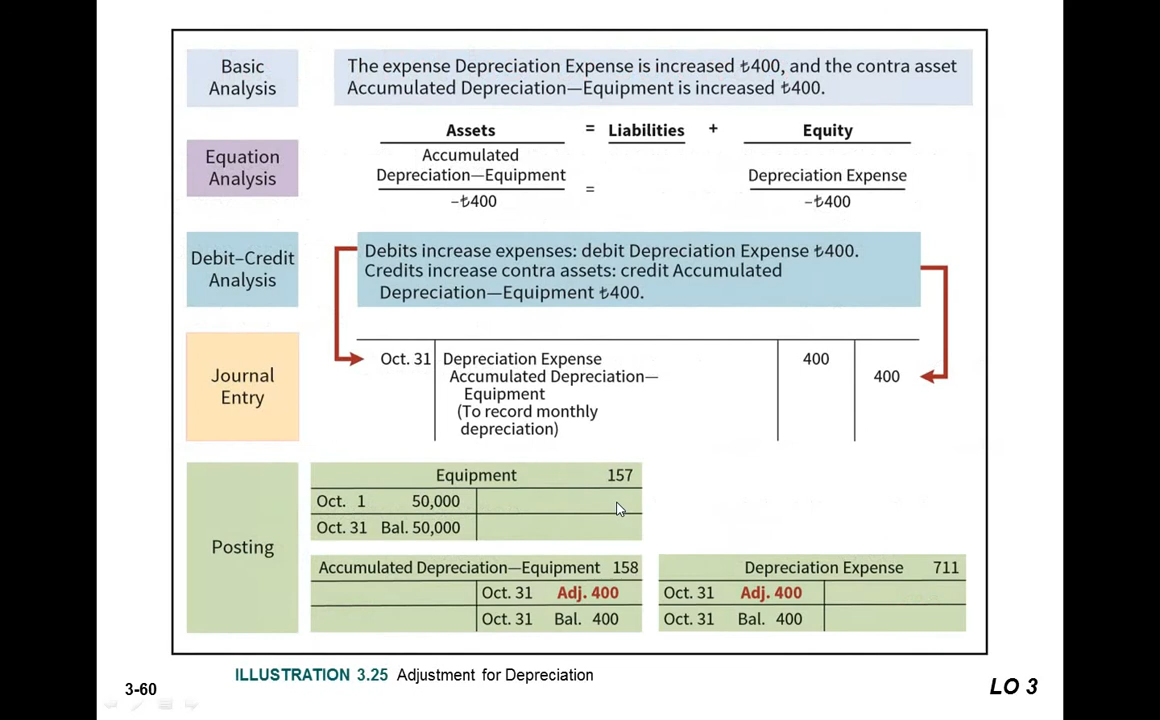 Basic
Analysis
The expense Depreciation Expense is increased ₺400, and the contra asset
Accumulated Depreciation—Equipment is increased ₺400.
Equation
Analysis
Assets = Liabilities + Equity
Accumulated
Depreciation—Equipment = Depreciation Expense
–₺400 –₺400
Debit–Credit
Analysis
Debits increase expenses: debit Depreciation Expense ₺400.
Credits increase contra assets: credit Accumulated
Depreciation—Equipment ₺400.
Journal
Entry
Oct. 31 Depreciation Expense 400
Accumulated Depreciation— 400
Equipment
(To record monthly
depreciation)
Posting
Equipment 157
Oct. 1 50,000
Oct. 31 Bal. 50,000
Accumulated Depreciation—Equipment 158
Oct. 31 Adj. 400
Oct. 31 Bal. 400
Depreciation Expense 711
Oct. 31 Adj. 400
Oct. 31 Bal. 400
ILLUSTRATION 3.25 Adjustment for Depreciation
3-60
LO 3